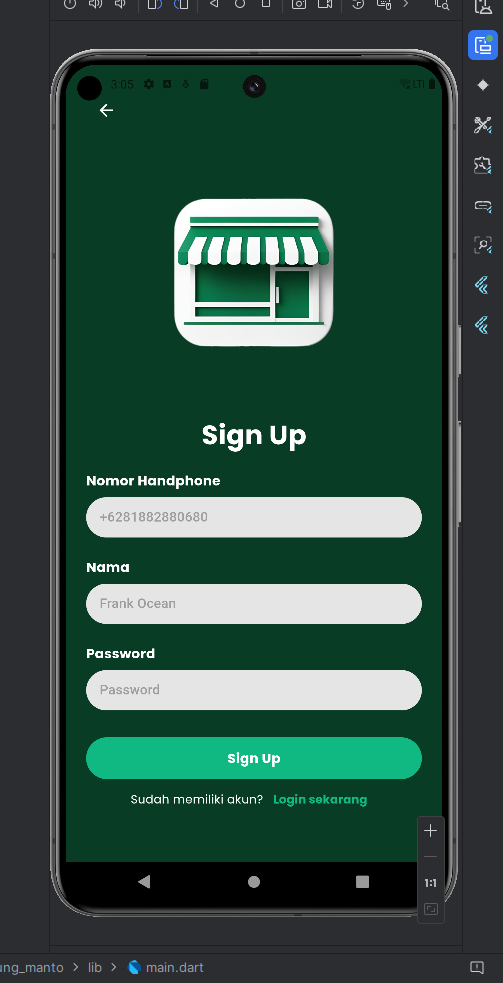 3:05
LTE
Sign Up
Nomor Handphone
+6281882880680
Nama
Frank Ocean
Password
Password
Sign Up
Sudah memiliki akun? Login sekarang
1:1
ung_manto > lib > main.dart